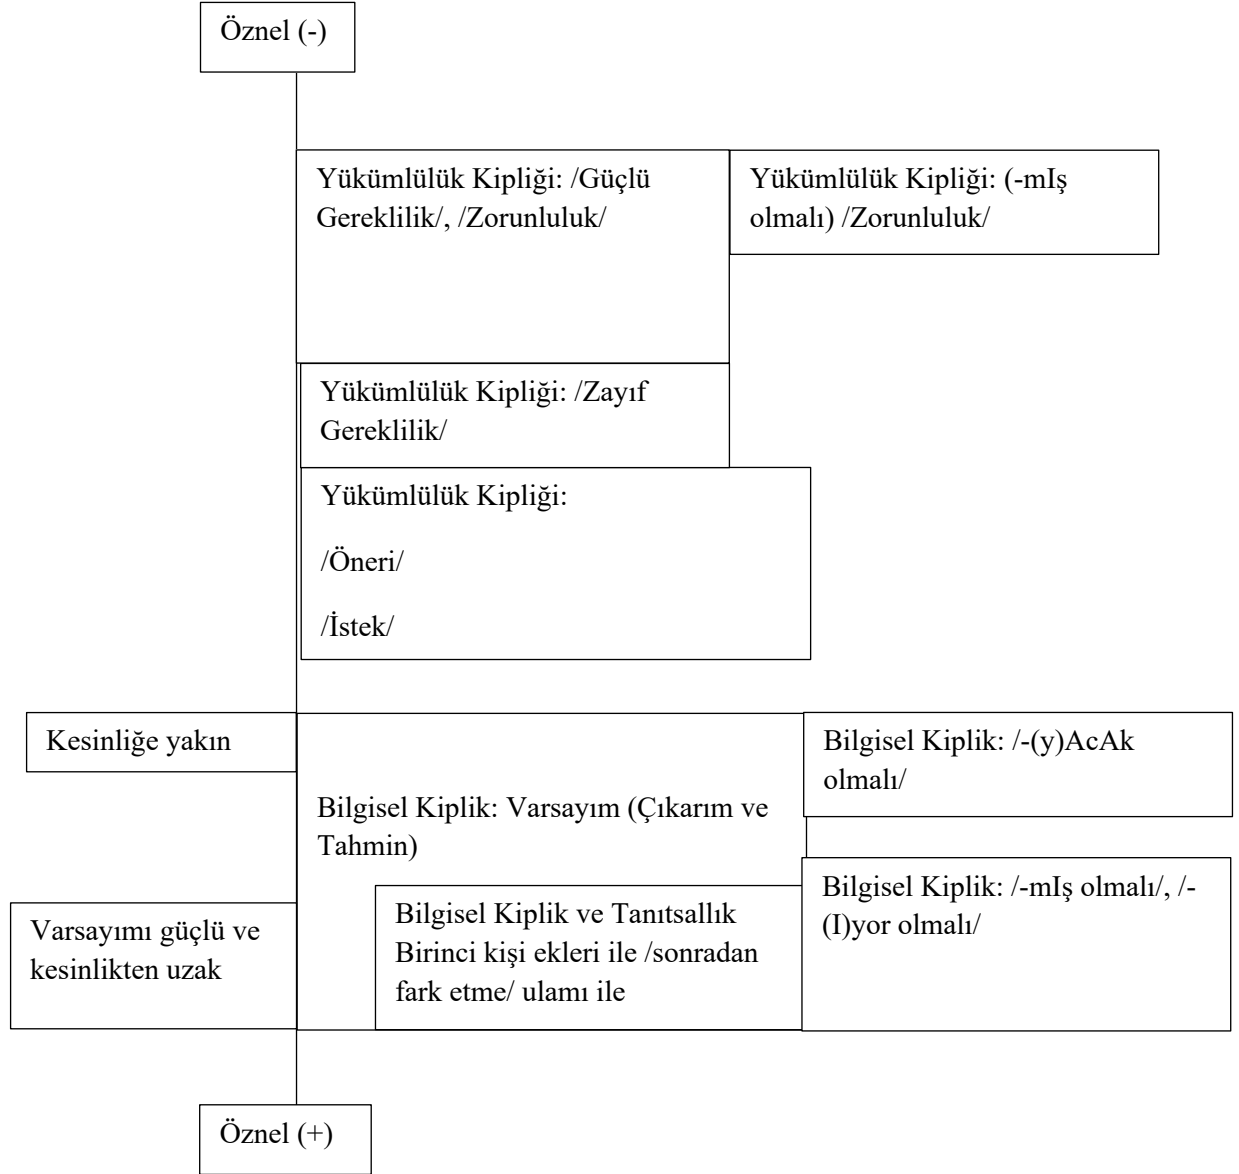 Öznel (-)
Yükümlülük Kipliği: /Güçlü
Gereklilik/, /Zorunluluk/
Yükümlülük Kipliği: (-mIş
olmalı) /Zorunluluk/
Yükümlülük Kipliği: /Zayıf
Gereklilik/
Yükümlülük Kipliği:
/Öneri/
/İstek/
Kesinliğe yakın
Bilgisel Kiplik: Varsayım (Çıkarım ve
Tahmin)
Bilgisel Kiplik: /-(y)AcAk
olmalı/
Varsayımı güçlü ve
kesinlikten uzak
Bilgisel Kiplik ve Tanıtsallık
Birinci kişi ekleri ile /sonradan
fark etme/ ulamı ile
Bilgisel Kiplik: /-mIş olmalı/, /-
(I)yor olmalı/
Öznel (+)